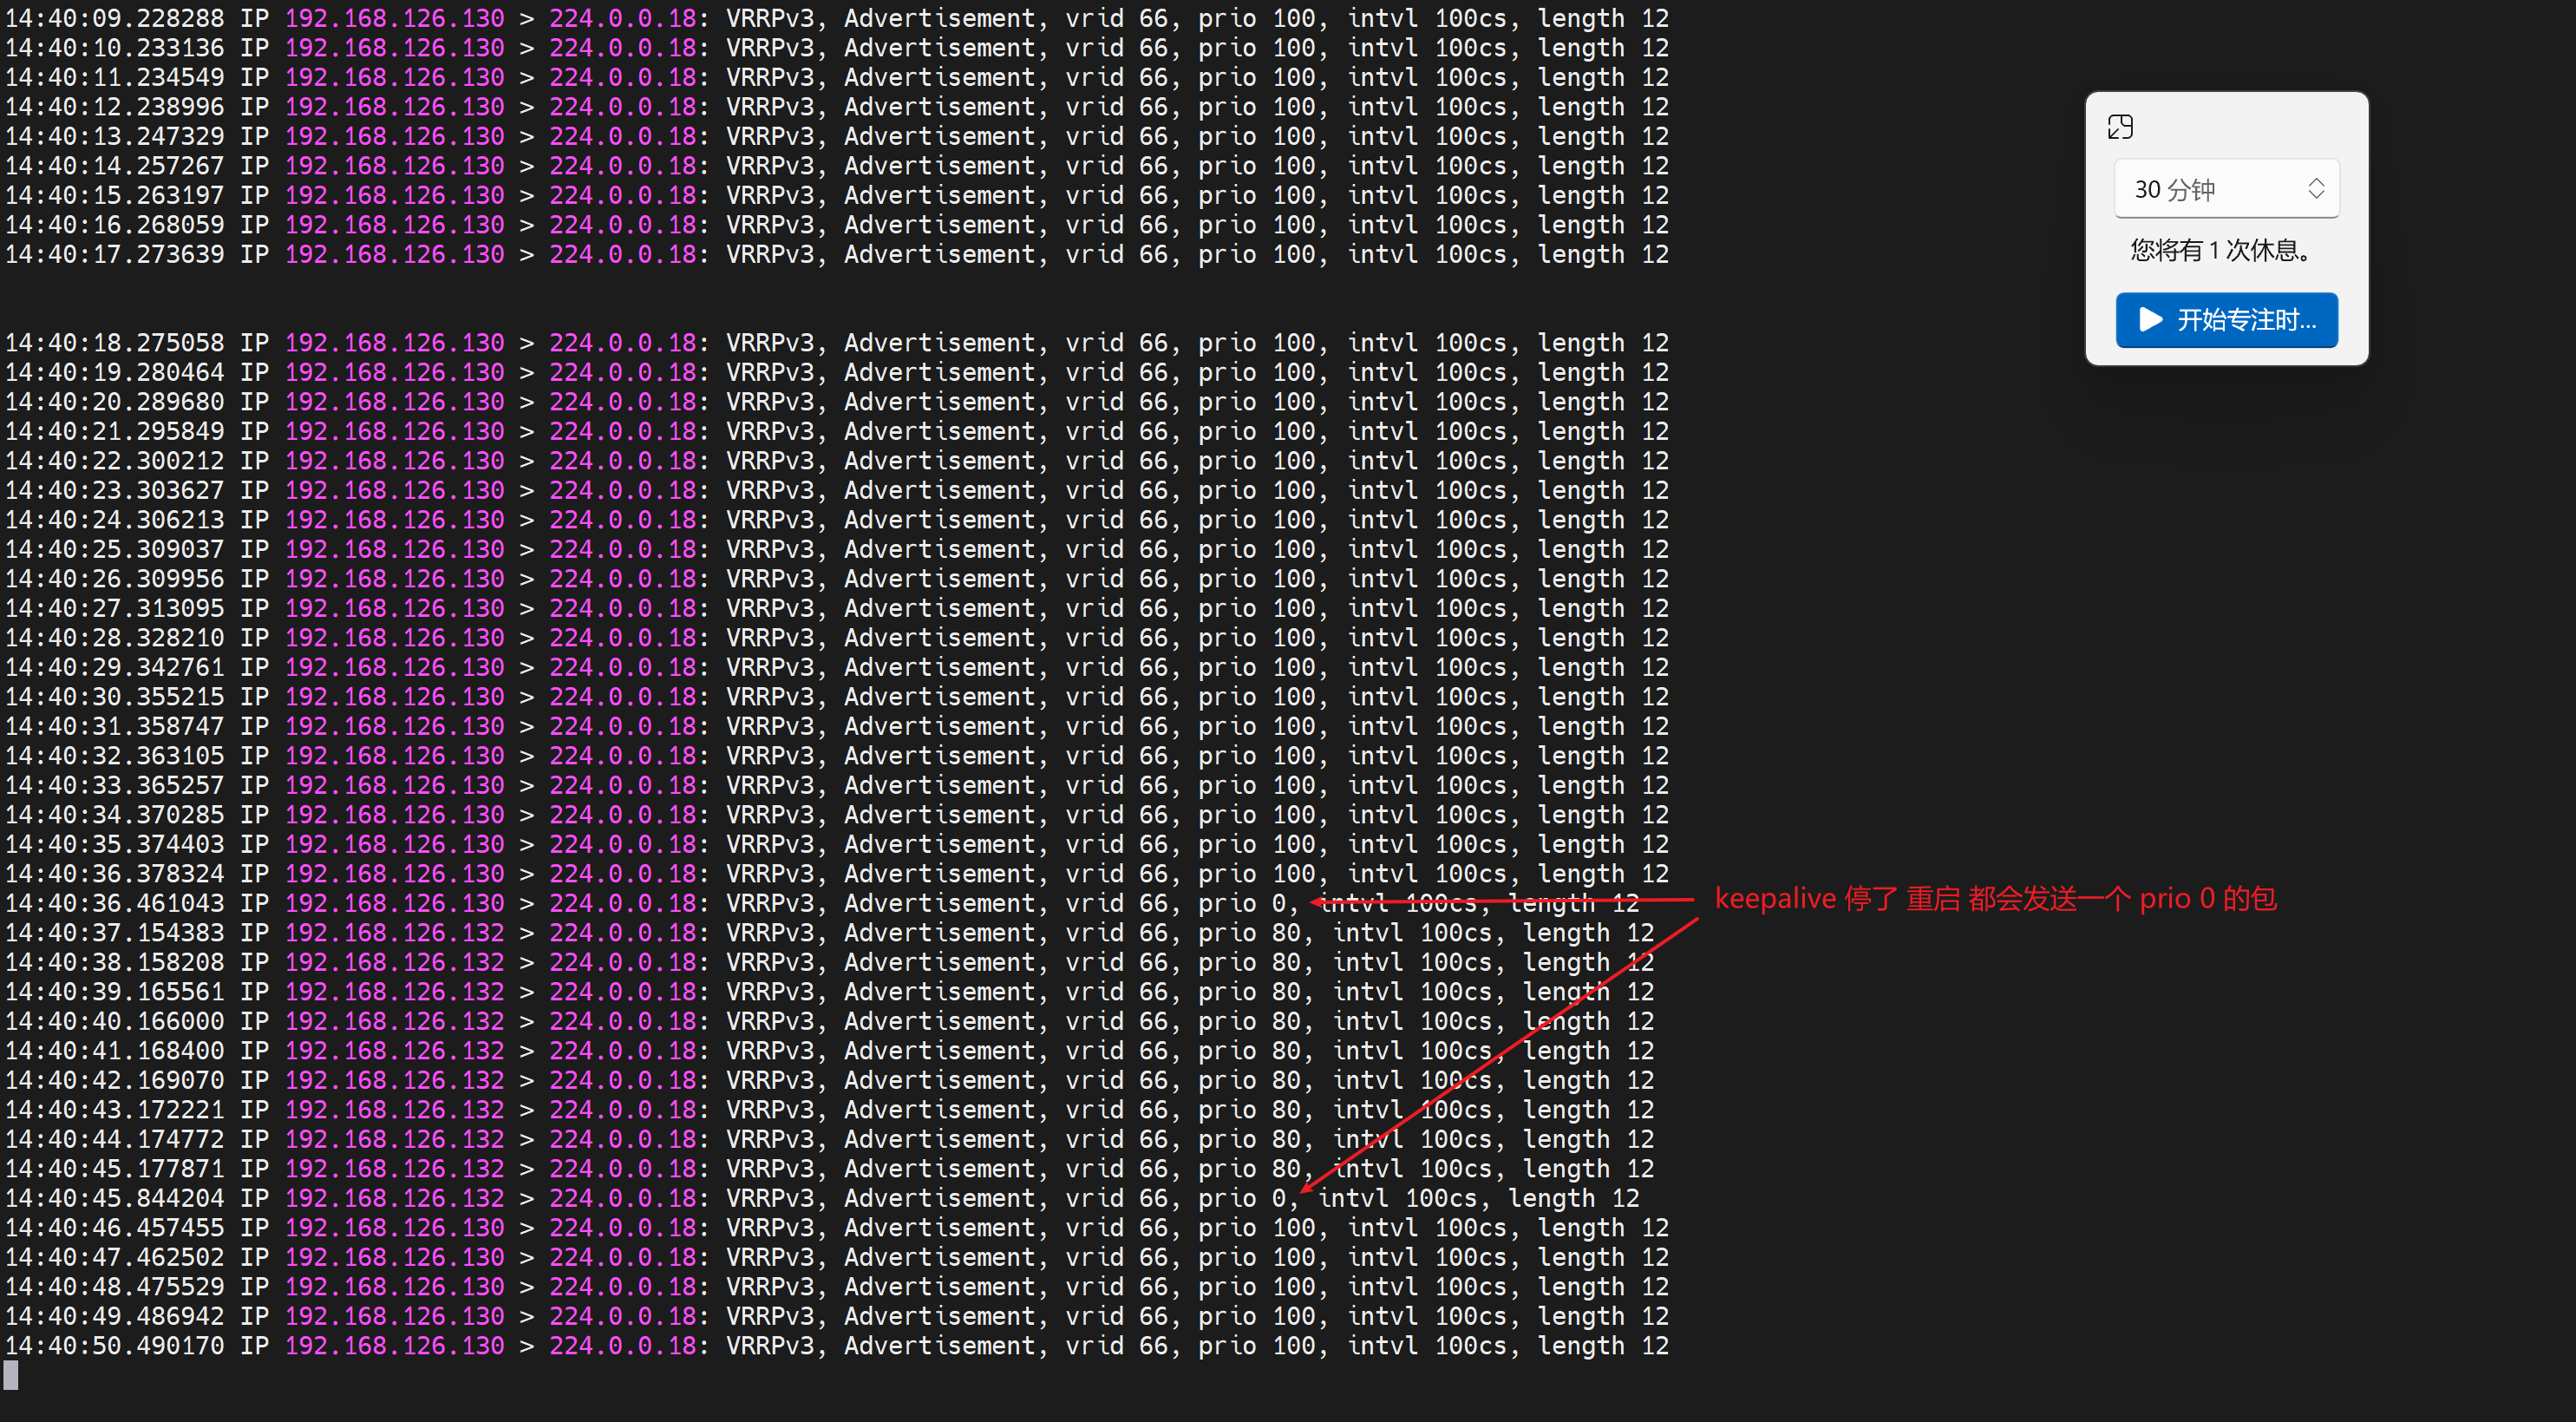 14:40:09.228288 IP 192.168.126.130 > 224.0.0.18: VRRPv3, Advertisement, vrid 66, prio 100, intvl 100cs, length 12
14:40:10.233136 IP 192.168.126.130 > 224.0.0.18: VRRPv3, Advertisement, vrid 66, prio 100, intvl 100cs, length 12
14:40:11.234549 IP 192.168.126.130 > 224.0.0.18: VRRPv3, Advertisement, vrid 66, prio 100, intvl 100cs, length 12
14:40:12.238996 IP 192.168.126.130 > 224.0.0.18: VRRPv3, Advertisement, vrid 66, prio 100, intvl 100cs, length 12
14:40:13.247329 IP 192.168.126.130 > 224.0.0.18: VRRPv3, Advertisement, vrid 66, prio 100, intvl 100cs, length 12
14:40:14.257267 IP 192.168.126.130 > 224.0.0.18: VRRPv3, Advertisement, vrid 66, prio 100, intvl 100cs, length 12
14:40:15.263197 IP 192.168.126.130 > 224.0.0.18: VRRPv3, Advertisement, vrid 66, prio 100, intvl 100cs, length 12
14:40:16.268059 IP 192.168.126.130 > 224.0.0.18: VRRPv3, Advertisement, vrid 66, prio 100, intvl 100cs, length 12
14:40:17.273639 IP 192.168.126.130 > 224.0.0.18: VRRPv3, Advertisement, vrid 66, prio 100, intvl 100cs, length 12
14:40:18.275058 IP 192.168.126.130 > 224.0.0.18: VRRPv3, Advertisement, vrid 66, prio 100, intvl 100cs, length 12
14:40:19.280464 IP 192.168.126.130 > 224.0.0.18: VRRPv3, Advertisement, vrid 66, prio 100, intvl 100cs, length 12
14:40:20.289680 IP 192.168.126.130 > 224.0.0.18: VRRPv3, Advertisement, vrid 66, prio 100, intvl 100cs, length 12
14:40:21.295849 IP 192.168.126.130 > 224.0.0.18: VRRPv3, Advertisement, vrid 66, prio 100, intvl 100cs, length 12
14:40:22.300212 IP 192.168.126.130 > 224.0.0.18: VRRPv3, Advertisement, vrid 66, prio 100, intvl 100cs, length 12
14:40:23.303627 IP 192.168.126.130 > 224.0.0.18: VRRPv3, Advertisement, vrid 66, prio 100, intvl 100cs, length 12
14:40:24.306213 IP 192.168.126.130 > 224.0.0.18: VRRPv3, Advertisement, vrid 66, prio 100, intvl 100cs, length 12
14:40:25.309037 IP 192.168.126.130 > 224.0.0.18: VRRPv3, Advertisement, vrid 66, prio 100, intvl 100cs, length 12
14:40:26.309956 IP 192.168.126.130 > 224.0.0.18: VRRPv3, Advertisement, vrid 66, prio 100, intvl 100cs, length 12
14:40:27.313095 IP 192.168.126.130 > 224.0.0.18: VRRPv3, Advertisement, vrid 66, prio 100, intvl 100cs, length 12
14:40:28.328210 IP 192.168.126.130 > 224.0.0.18: VRRPv3, Advertisement, vrid 66, prio 100, intvl 100cs, length 12
14:40:29.342761 IP 192.168.126.130 > 224.0.0.18: VRRPv3, Advertisement, vrid 66, prio 100, intvl 100cs, length 12
14:40:30.355215 IP 192.168.126.130 > 224.0.0.18: VRRPv3, Advertisement, vrid 66, prio 100, intvl 100cs, length 12
14:40:31.358747 IP 192.168.126.130 > 224.0.0.18: VRRPv3, Advertisement, vrid 66, prio 100, intvl 100cs, length 12
14:40:32.363105 IP 192.168.126.130 > 224.0.0.18: VRRPv3, Advertisement, vrid 66, prio 100, intvl 100cs, length 12
14:40:33.365257 IP 192.168.126.130 > 224.0.0.18: VRRPv3, Advertisement, vrid 66, prio 100, intvl 100cs, length 12
14:40:34.370285 IP 192.168.126.130 > 224.0.0.18: VRRPv3, Advertisement, vrid 66, prio 100, intvl 100cs, length 12
14:40:35.374403 IP 192.168.126.130 > 224.0.0.18: VRRPv3, Advertisement, vrid 66, prio 100, intvl 100cs, length 12
14:40:36.378324 IP 192.168.126.130 > 224.0.0.18: VRRPv3, Advertisement, vrid 66, prio 100, intvl 100cs, length 12
14:40:36.461043 IP 192.168.126.130 > 224.0.0.18: VRRPv3, Advertisement, vrid 66, prio 0, intvl 100cs, length 12
14:40:37.154383 IP 192.168.126.132 > 224.0.0.18: VRRPv3, Advertisement, vrid 66, prio 80, intvl 100cs, length 12
14:40:38.158208 IP 192.168.126.132 > 224.0.0.18: VRRPv3, Advertisement, vrid 66, prio 80, intvl 100cs, length 12
14:40:39.165561 IP 192.168.126.132 > 224.0.0.18: VRRPv3, Advertisement, vrid 66, prio 80, intvl 100cs, length 12
14:40:40.166000 IP 192.168.126.132 > 224.0.0.18: VRRPv3, Advertisement, vrid 66, prio 80, intvl 100cs, length 12
14:40:41.168400 IP 192.168.126.132 > 224.0.0.18: VRRPv3, Advertisement, vrid 66, prio 80, intvl 100cs, length 12
14:40:42.169070 IP 192.168.126.132 > 224.0.0.18: VRRPv3, Advertisement, vrid 66, prio 80, intvl 100cs, length 12
14:40:43.172221 IP 192.168.126.132 > 224.0.0.18: VRRPv3, Advertisement, vrid 66, prio 80, intvl 100cs, length 12
14:40:44.174772 IP 192.168.126.132 > 224.0.0.18: VRRPv3, Advertisement, vrid 66, prio 80, intvl 100cs, length 12
14:40:45.177871 IP 192.168.126.132 > 224.0.0.18: VRRPv3, Advertisement, vrid 66, prio 80, intvl 100cs, length 12
14:40:45.844204 IP 192.168.126.132 > 224.0.0.18: VRRPv3, Advertisement, vrid 66, prio 0, intvl 100cs, length 12
14:40:46.457455 IP 192.168.126.130 > 224.0.0.18: VRRPv3, Advertisement, vrid 66, prio 100, intvl 100cs, length 12
14:40:47.462502 IP 192.168.126.130 > 224.0.0.18: VRRPv3, Advertisement, vrid 66, prio 100, intvl 100cs, length 12
14:40:48.475529 IP 192.168.126.130 > 224.0.0.18: VRRPv3, Advertisement, vrid 66, prio 100, intvl 100cs, length 12
14:40:49.486942 IP 192.168.126.130 > 224.0.0.18: VRRPv3, Advertisement, vrid 66, prio 100, intvl 100cs, length 12
14:40:50.490170 IP 192.168.126.130 > 224.0.0.18: VRRPv3, Advertisement, vrid 66, prio 100, intvl 100cs, length 12
30 分钟
您将有 1 次休息。
开始专注时...
keepalive 停了 重启 都会发送一个 prio 0 的包